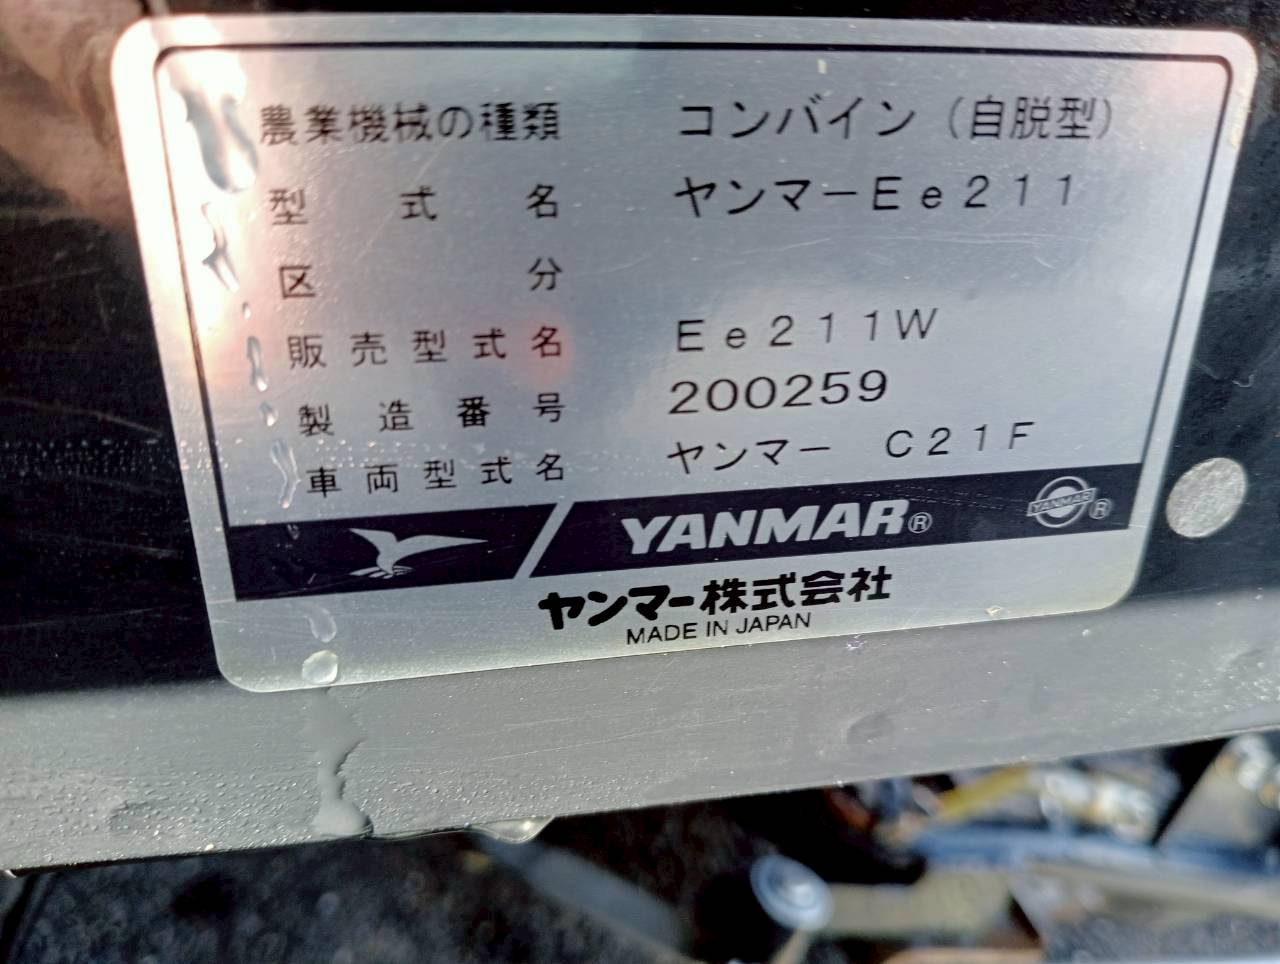 農業機械の種類 コンバイン（自脱型）
型式名 ヤンマーEe211
区分
販売型式名 Ee211W
製造番号 200259
車両型式名 ヤンマー C21F
YANMAR® YANMAR®
ヤンマー株式会社
MADE IN JAPAN